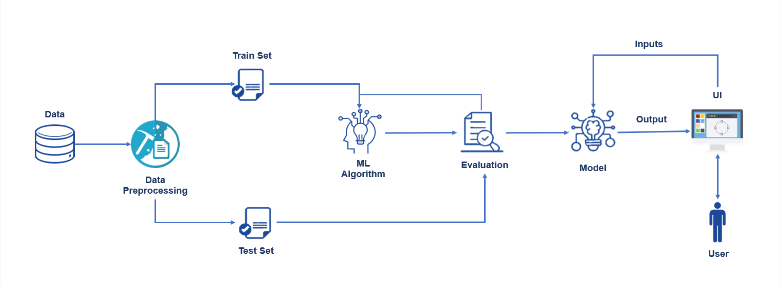 Inputs
Train Set
UI
Data
Output
ML
Algorithm
Evaluation
Model
Data
Preprocessing
Test Set
User